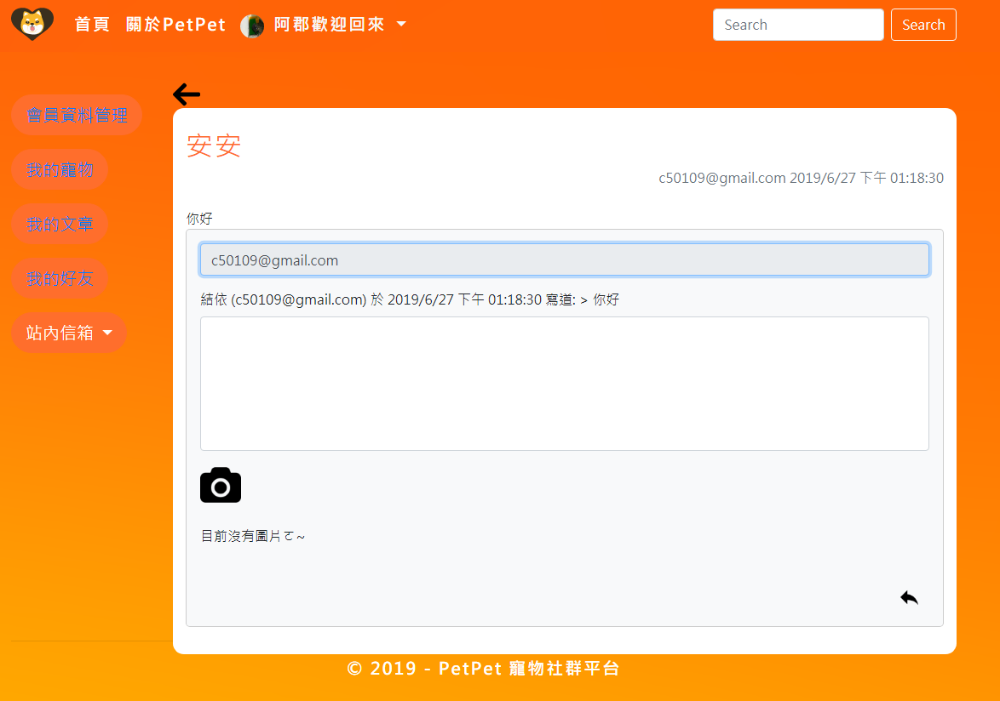 首頁 關於PetPet 阿郡歡迎回來 Search Search
會員資料管理
我的寵物
我的文章
我的好友
站內信箱
安安
c50109@gmail.com 2019/6/27 下午 01:18:30
你好
c50109@gmail.com
結依 (c50109@gmail.com) 於 2019/6/27 下午 01:18:30 寫道: > 你好
目前沒有圖片ㄛ~
© 2019 - PetPet 寵物社群平台